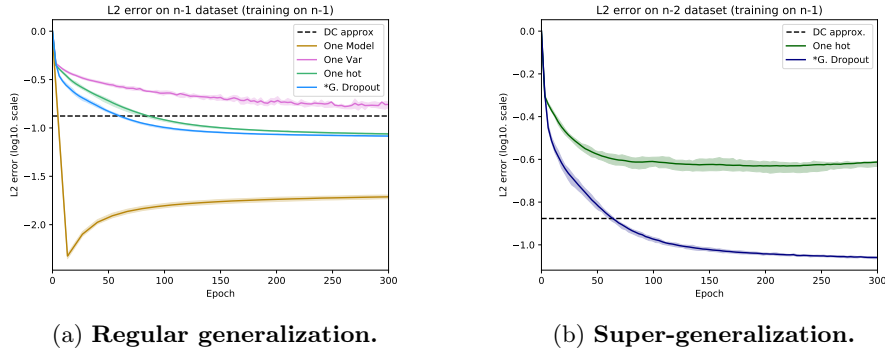 L2 error on n-1 dataset (training on n-1)
0.0
−0.5
−1.0
−1.5
−2.0
L2 error (log10. scale)
0
50
100
150
200
250
300
Epoch
DC approx
One Model
One Var
One hot
*G. Dropout
(a) Regular generalization.
L2 error on n-2 dataset (training on n-1)
0.0
−0.2
−0.4
−0.6
−0.8
−1.0
L2 error (log10. scale)
0
50
100
150
200
250
300
Epoch
DC approx.
One hot
*G. Dropout
(b) Super-generalization.